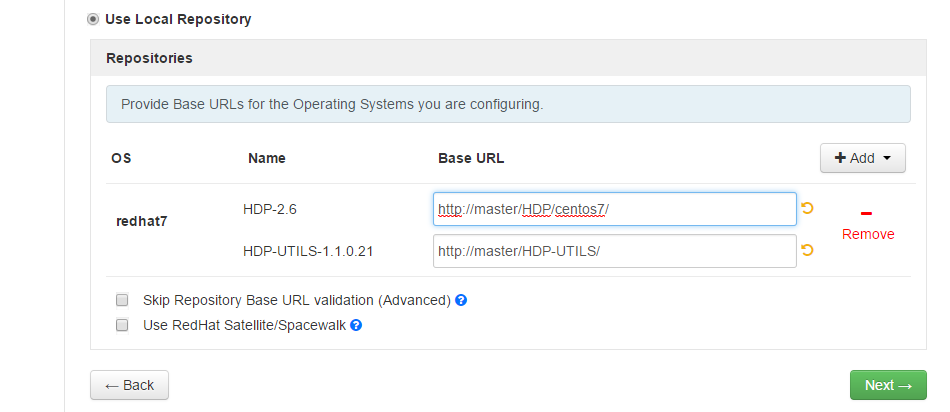 Use Local Repository
Repositories
Provide Base URLs for the Operating Systems you are configuring.
OS Name Base URL Add
redhat7
HDP-2.6 http://master/HDP/centos7/
Remove
HDP-UTILS-1.1.0.21 http://master/HDP-UTILS/
Skip Repository Base URL validation (Advanced) ?
Use RedHat Satellite/Spacewalk ?
← Back Next →